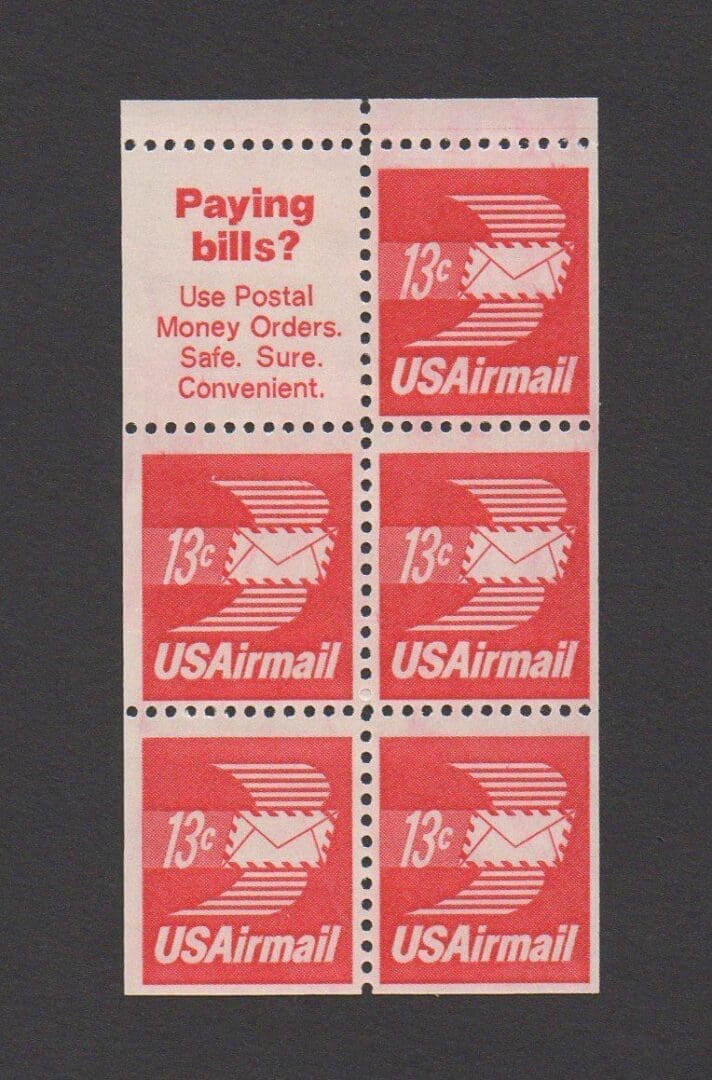 Paying
bills?
Use Postal
Money Orders.
Safe. Sure.
Convenient.
13c
USAirmail
13c
USAirmail
13c
USAirmail
13c
USAirmail
13c
USAirmail